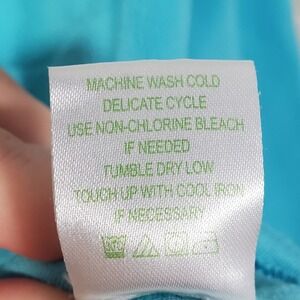 MACHINE WASH COLD
DELICATE CYCLE
USE NON-CHLORINE BLEACH
IF NEEDED
TUMBLE DRY LOW
TOUCH UP WITH COOL IRON
IF NECESSARY